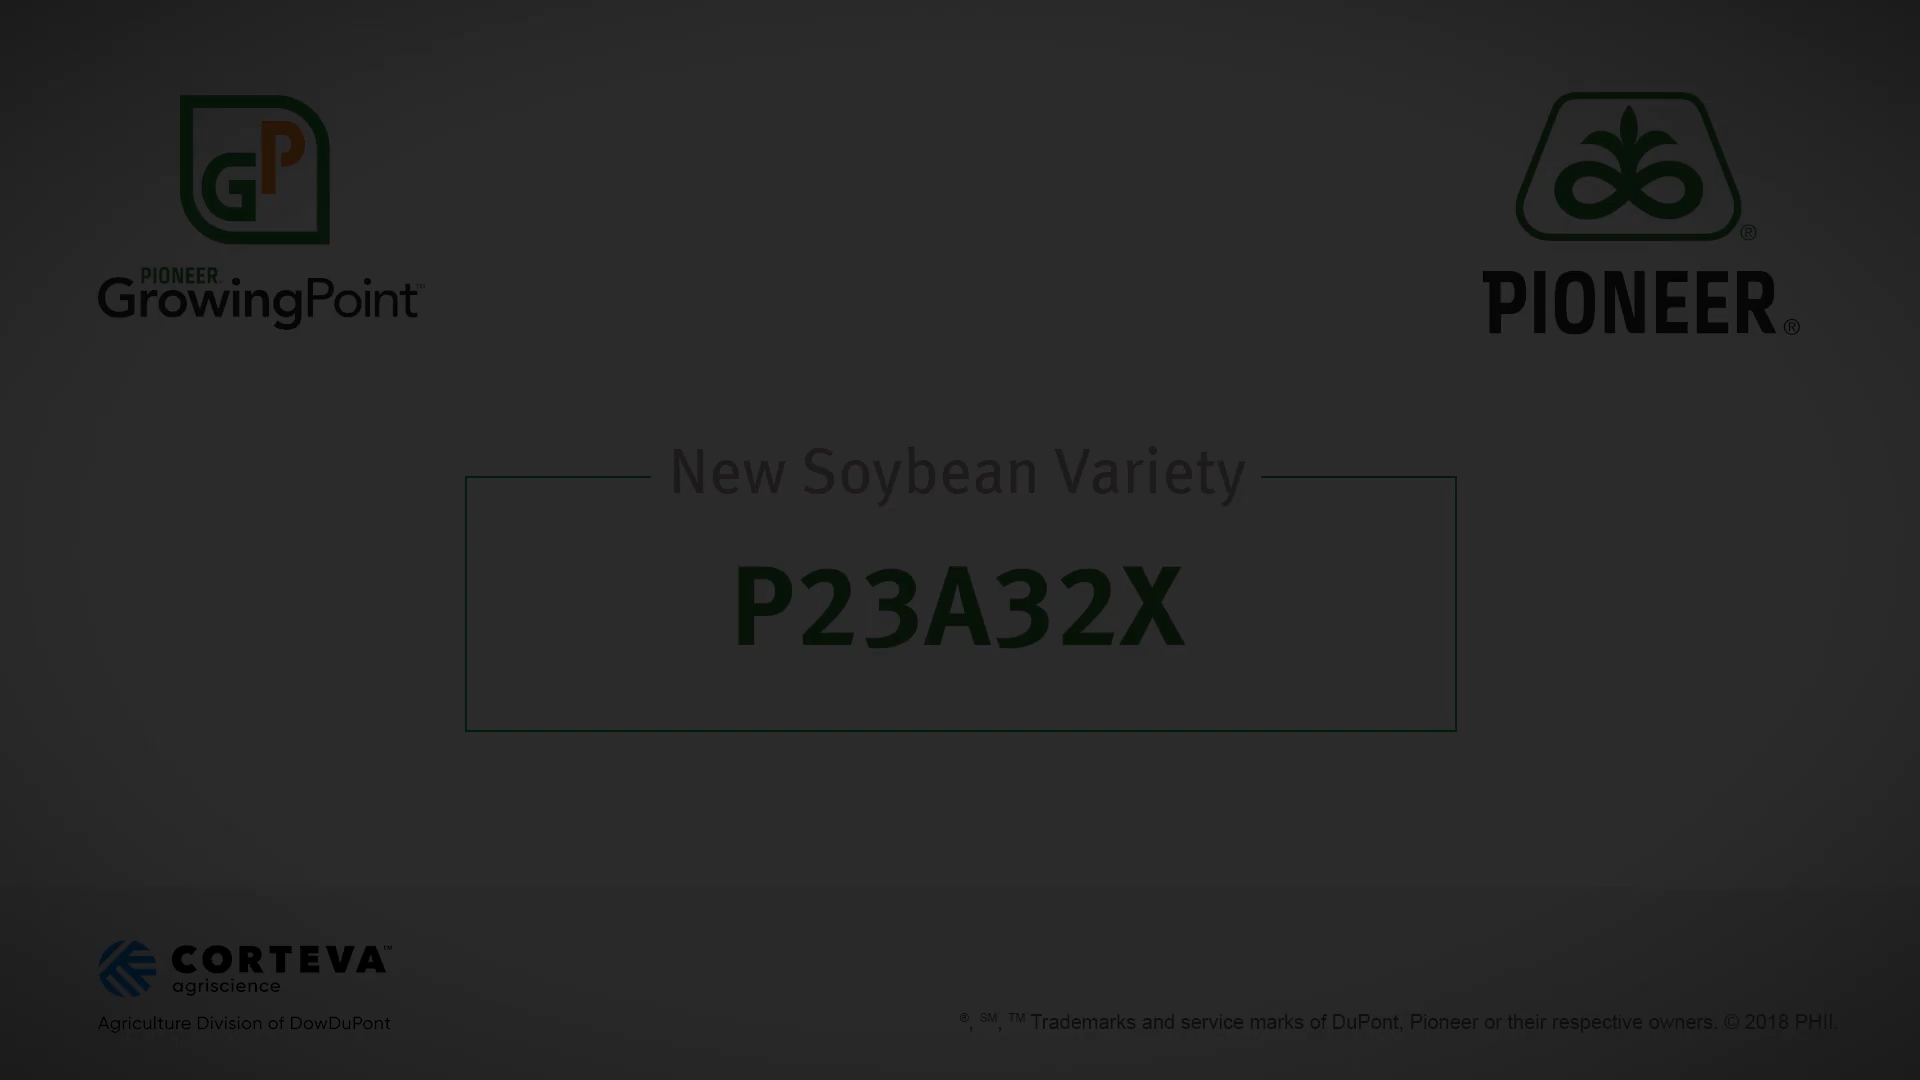 GP
PIONEER
GrowingPoint™
®
PIONEER®
New Soybean Variety
P23A32X
CORTEVA™
agriscience
Agriculture Division of DowDuPont
®, SM, TM Trademarks and service marks of DuPont, Pioneer or their respective owners. © 2018 PHII.